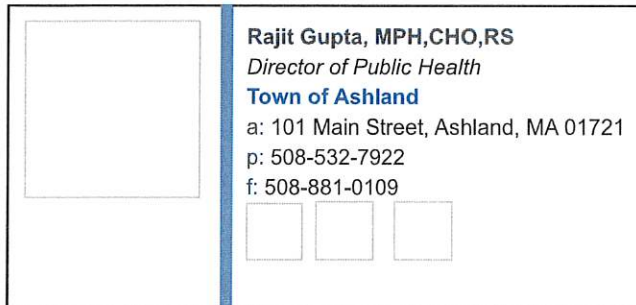 Rajit Gupta, MPH,CHO,RS
Director of Public Health
Town of Ashland
a: 101 Main Street, Ashland, MA 01721
p: 508-532-7922
f: 508-881-0109